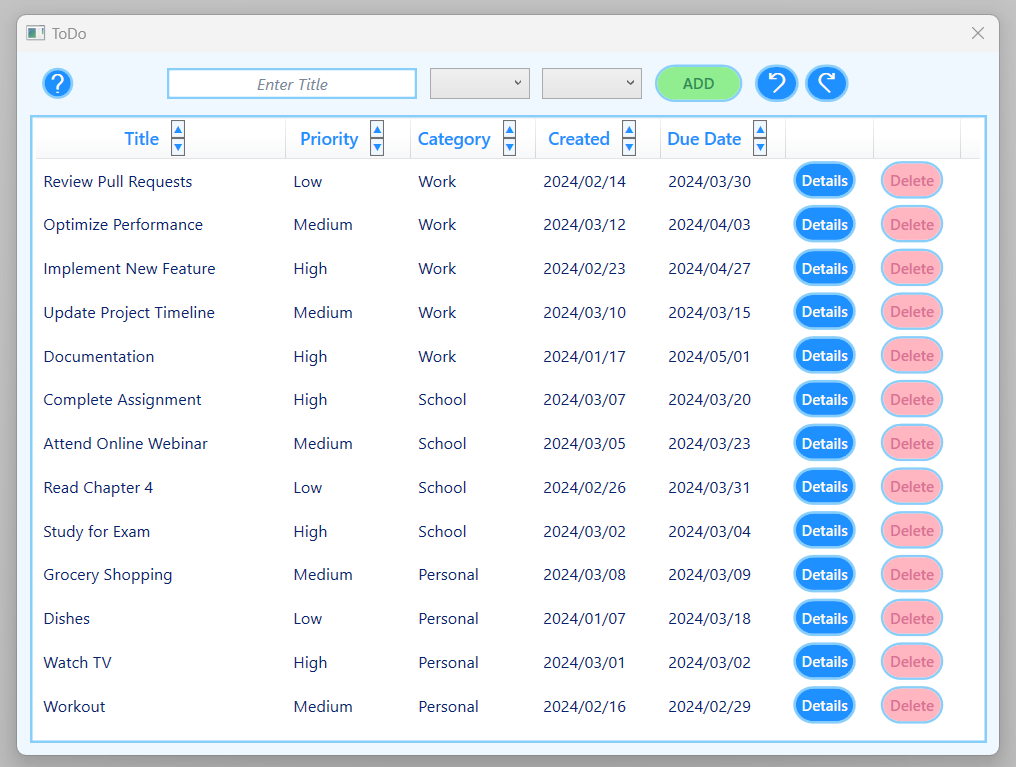 ToDo
? Enter Title ADD
Title Priority Category Created Due Date
Review Pull Requests Low Work 2024/02/14 2024/03/30 Details Delete
Optimize Performance Medium Work 2024/03/12 2024/04/03 Details Delete
Implement New Feature High Work 2024/02/23 2024/04/27 Details Delete
Update Project Timeline Medium Work 2024/03/10 2024/03/15 Details Delete
Documentation High Work 2024/01/17 2024/05/01 Details Delete
Complete Assignment High School 2024/03/07 2024/03/20 Details Delete
Attend Online Webinar Medium School 2024/03/05 2024/03/23 Details Delete
Read Chapter 4 Low School 2024/02/26 2024/03/31 Details Delete
Study for Exam High School 2024/03/02 2024/03/04 Details Delete
Grocery Shopping Medium Personal 2024/03/08 2024/03/09 Details Delete
Dishes Low Personal 2024/01/07 2024/03/18 Details Delete
Watch TV High Personal 2024/03/01 2024/03/02 Details Delete
Workout Medium Personal 2024/02/16 2024/02/29 Details Delete